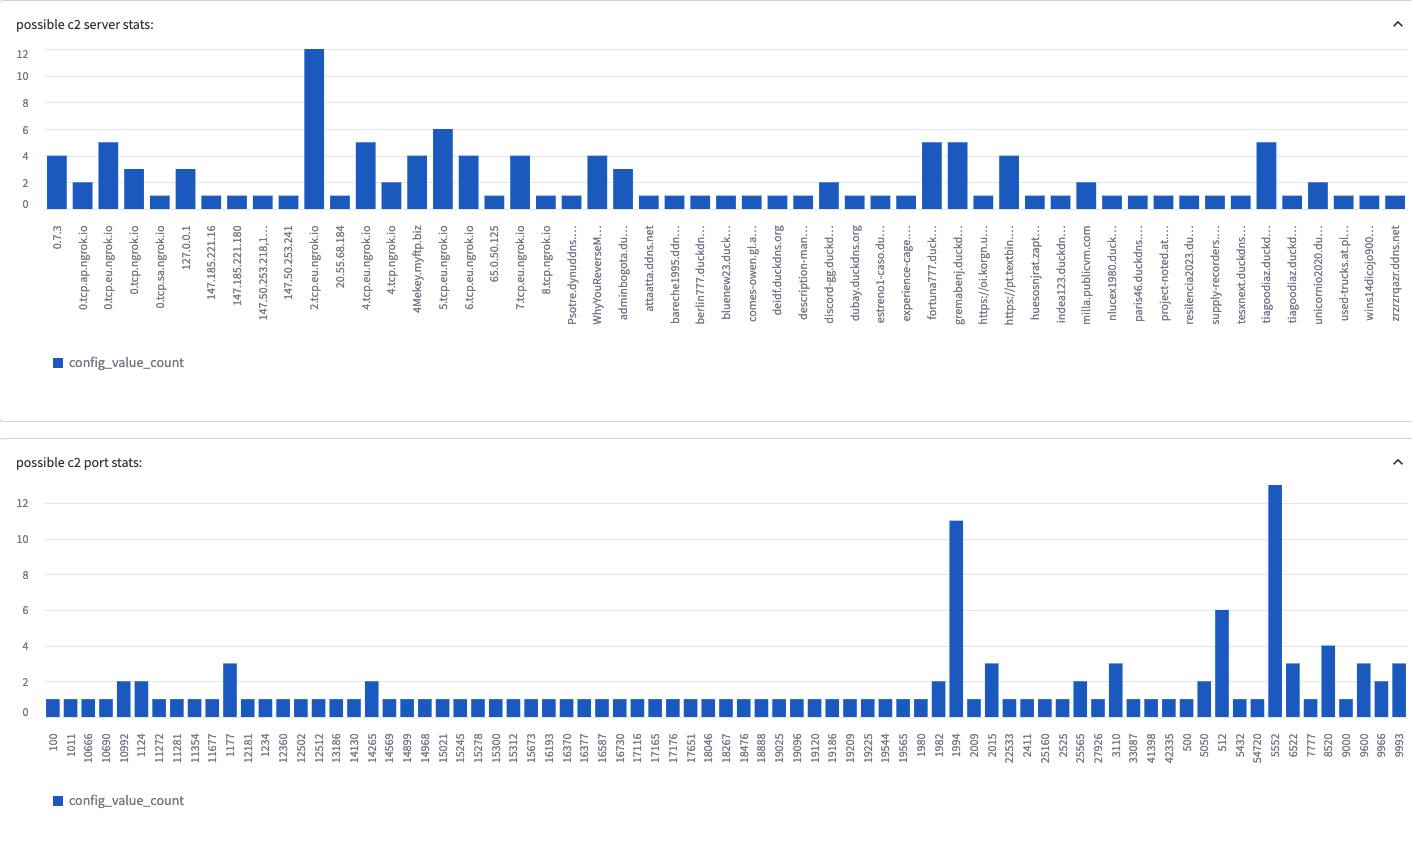 possible c2 server stats:
12
10
8
6
4
2
0
0.7.3
0.tcp.ap.ngrok.io
0.tcp.eu.ngrok.io
0.tcp.ngrok.io
0.tcp.sa.ngrok.io
127.0.0.1
147.185.221.16
147.185.221.180
147.50.253.218,1…
147.50.253.241
2.tcp.eu.ngrok.io
20.55.68.184
4.tcp.eu.ngrok.io
4.tcp.ngrok.io
4Mekey.myftp.biz
5.tcp.eu.ngrok.io
6.tcp.eu.ngrok.io
65.0.50.125
7.tcp.eu.ngrok.io
8.tcp.ngrok.io
Psotre.dynuddns.…
WhyYouReverseM…
adminbogota.du…
attaatta.ddns.net
bareche1995.ddn…
berlin777.duckdn…
bluenew23.duck…
comes-owen.gl.a…
deidf.duckdns.org
description-man…
discord-gg.duckd…
dubay.duckdns.org
estreno1-caso.du…
experience-cage.…
fortuna777.duck…
gremabenj.duckd…
https://oi.korgn.u…
https://pt.textbin.…
huesosnjrat.zapt…
indea123.duckdn…
milla.publicvm.com
nlucex1980.duck…
paris46.duckdns.…
project-noted.at.…
resilencia2023.du…
supply-recorders.…
tesxnext.duckdns…
tiagoodiaz.duckd…
tiagoodiaz.duckd…
unicornio2020.du…
used-trucks.at.pl…
wins14dicojo900…
zrzrzrqazr.ddns.net
config_value_count
possible c2 port stats:
12
10
8
6
4
2
0
100
1011
10666
10690
10992
1124
11272
11281
11354
11677
1177
12181
1234
12360
12502
12512
13186
14130
14265
14569
14899
14968
15021
15245
15278
15300
15312
15673
16193
16370
16377
16587
16730
17116
17165
17176
17651
18046
18267
18476
18888
19025
19096
19120
19186
19209
19225
19544
19565
1980
1982
1994
2009
2015
22533
2411
25160
2525
25565
27926
3110
33087
41398
42335
500
5050
512
5432
54720
5552
6522
7777
8520
9000
9600
9966
9993
config_value_count